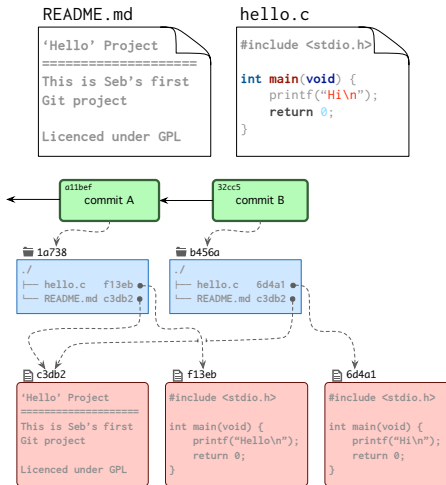 README.md
‘Hello’ Project
====================
This is Seb’s first
Git project
Licenced under GPL
hello.c
#include <stdio.h>
int main(void) {
printf(“Hi\n”);
return 0;
}
a11bef
commit A
32cc5
commit B
1a738
./
├── hello.c f13eb
└── README.md c3db2
b456a
./
├── hello.c 6d4a1
└── README.md c3db2
c3db2
‘Hello’ Project
====================
This is Seb’s first
Git project
Licenced under GPL
f13eb
#include <stdio.h>
int main(void) {
printf(“Hello\n”);
return 0;
}
6d4a1
#include <stdio.h>
int main(void) {
printf(“Hi\n”);
return 0;
}